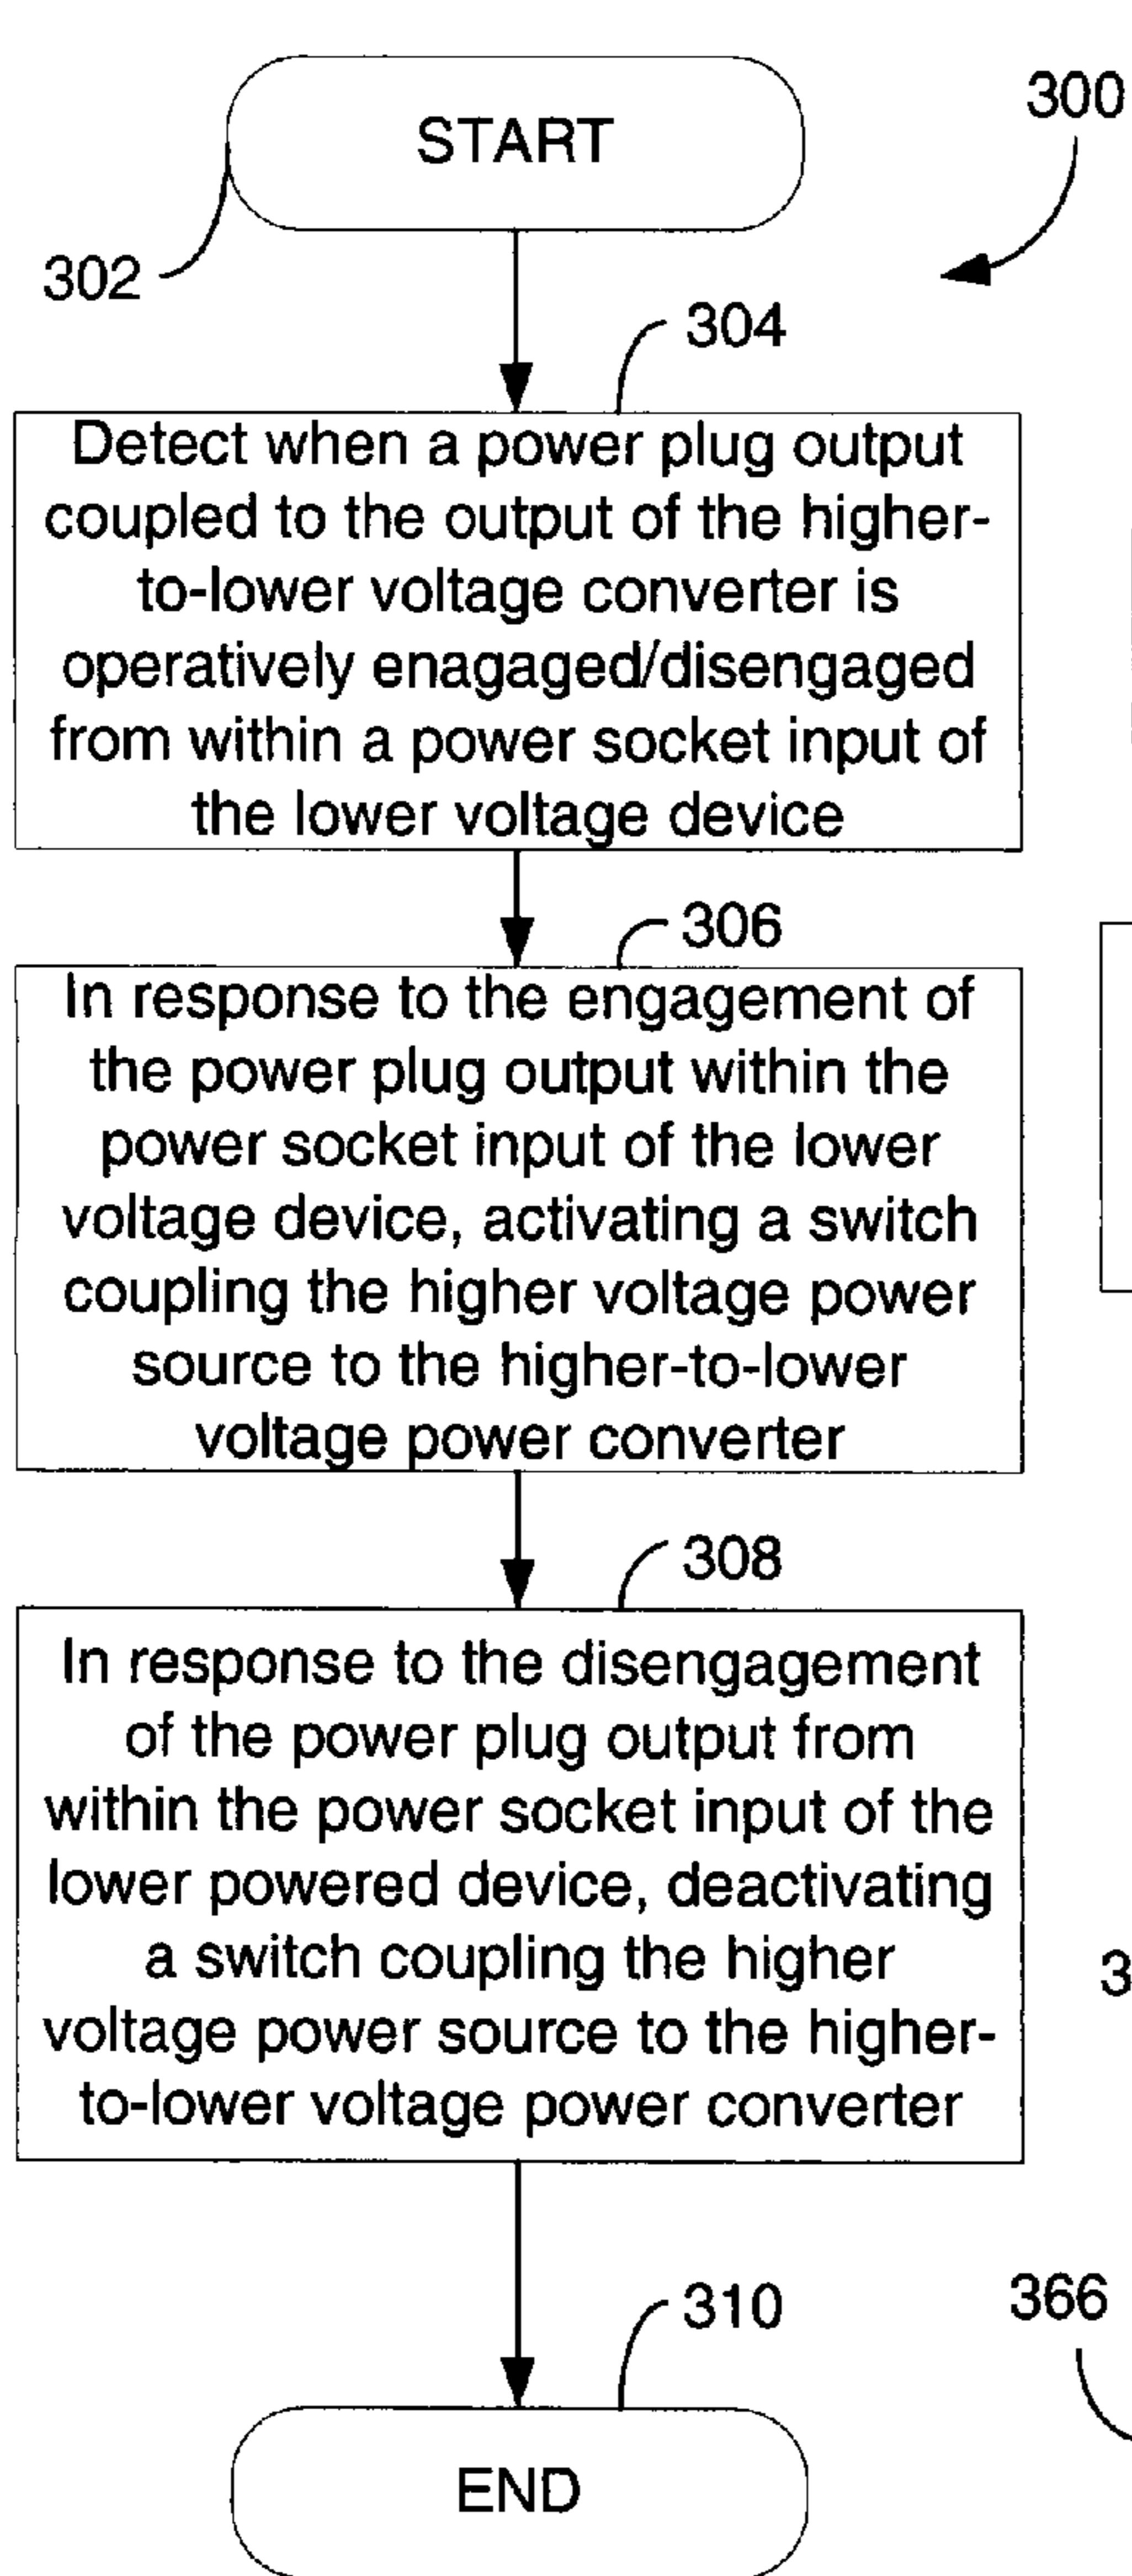 START
300
302
304
Detect when a power plug output
coupled to the output of the higher-
to-lower voltage converter is
operatively enagaged/disengaged
from within a power socket input of
the lower voltage device
306
In response to the engagement of
the power plug output within the
power socket input of the lower
voltage device, activating a switch
coupling the higher voltage power
source to the higher-to-lower
voltage power converter
308
In response to the disengagement
of the power plug output from
within the power socket input of the
lower powered device, deactivating
a switch coupling the higher
voltage power source to the higher-
to-lower voltage power converter
3
310
366
END